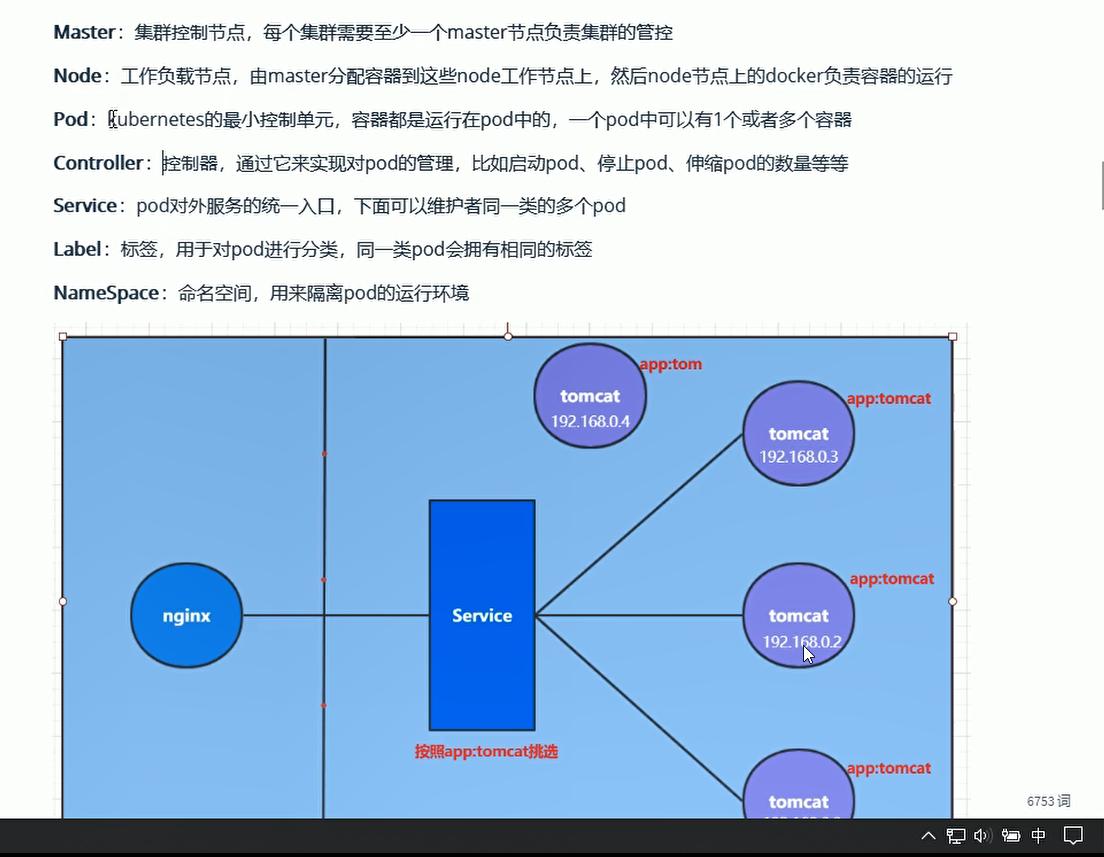 Master：集群控制节点，每个集群需要至少一个master节点负责集群的管控
Node：工作负载节点，由master分配容器到这些node工作节点上，然后node节点上的docker负责容器的运行
Pod：kubernetes的最小控制单元，容器都是运行在pod中的，一个pod中可以有1个或者多个容器
Controller：控制器，通过它来实现对pod的管理，比如启动pod、停止pod、伸缩pod的数量等等
Service：pod对外服务的统一入口，下面可以维护者同一类的多个pod
Label：标签，用于对pod进行分类，同一类pod会拥有相同的标签
NameSpace：命名空间，用来隔离pod的运行环境
app:tom
tomcat
192.168.0.4
app:tomcat
tomcat
192.168.0.3
app:tomcat
nginx
Service
tomcat
192.168.0.2
按照app:tomcat挑选
app:tomcat
tomcat
6753 词
中